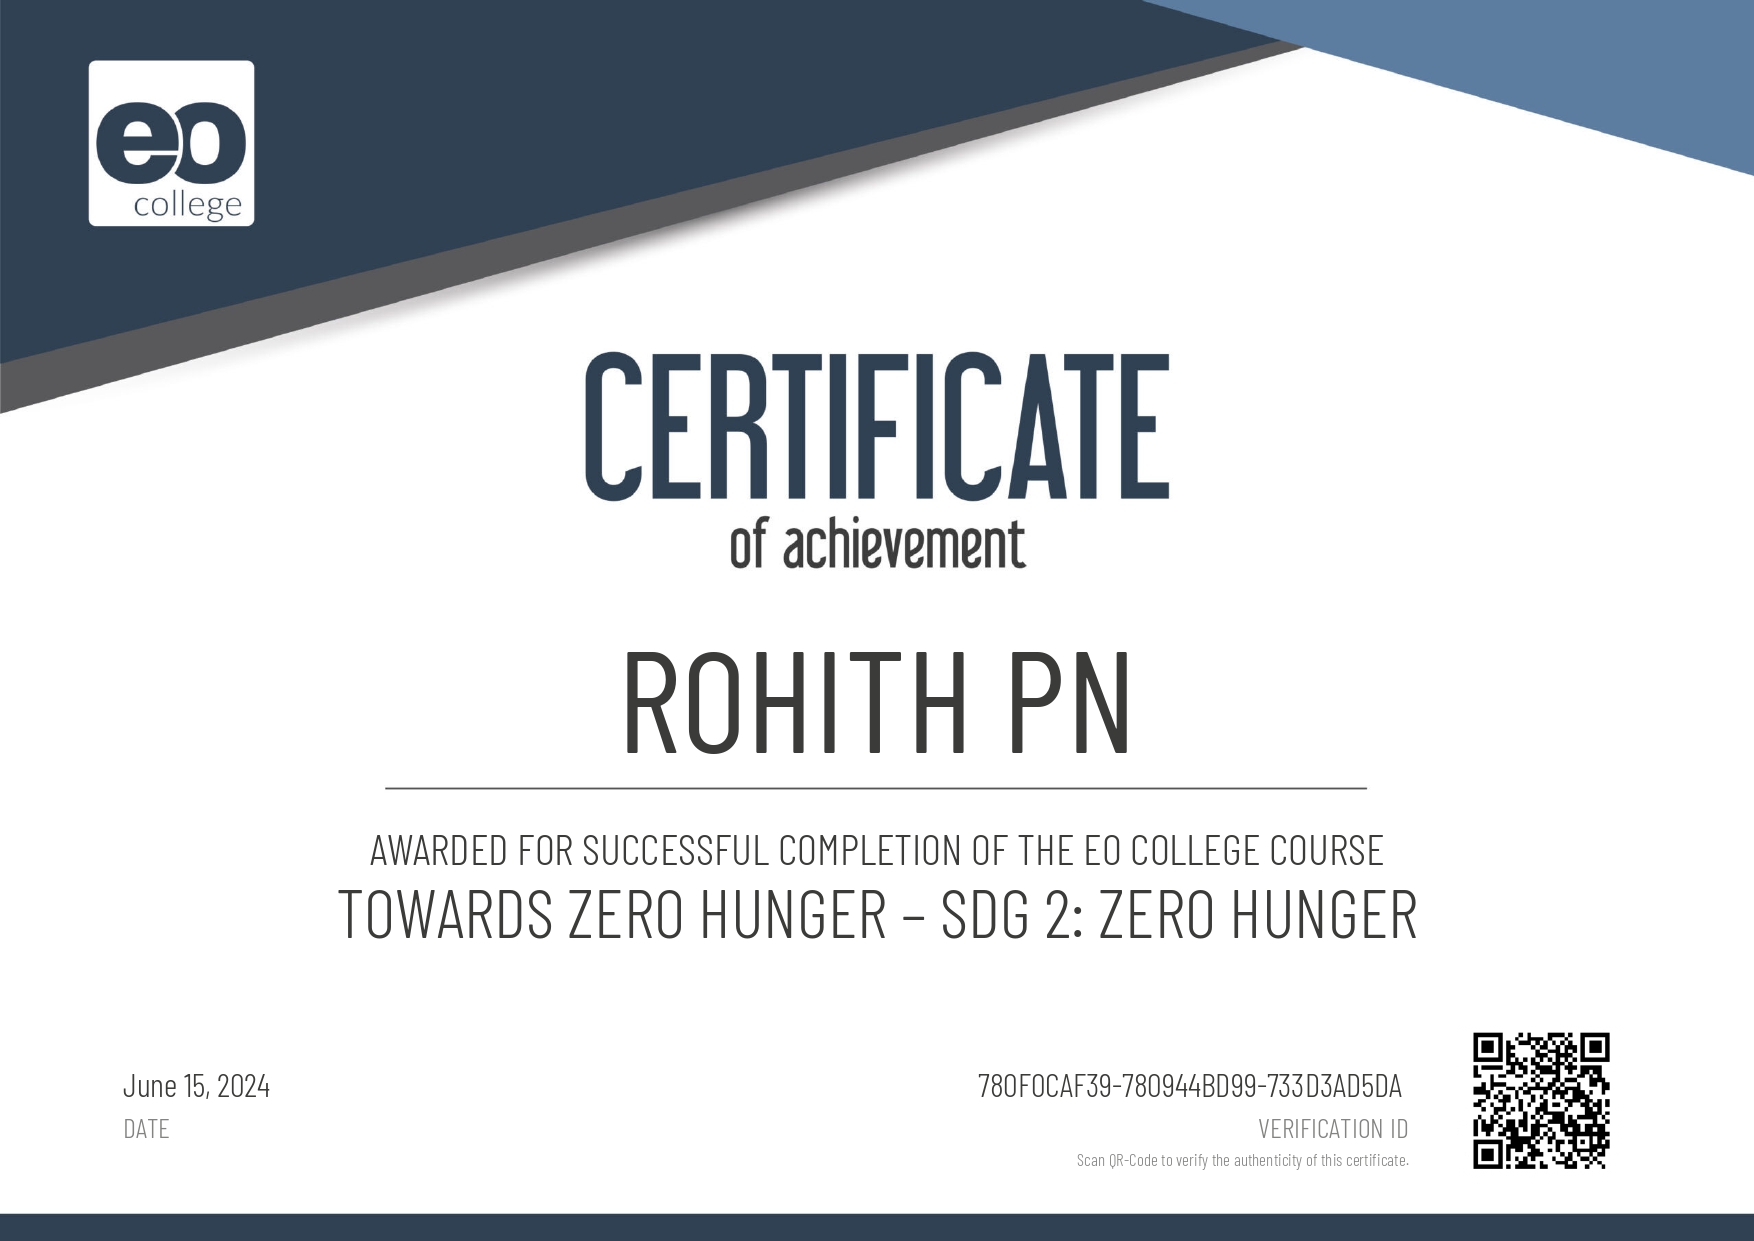 eo
college
CERTIFICATE
of achievement
ROHITH PN
AWARDED FOR SUCCESSFUL COMPLETION OF THE EO COLLEGE COURSE
TOWARDS ZERO HUNGER – SDG 2: ZERO HUNGER
June 15, 2024
DATE
780F0CAF39-780944BD99-733D3AD5DA
VERIFICATION ID
Scan QR-Code to verify the authenticity of this certificate.